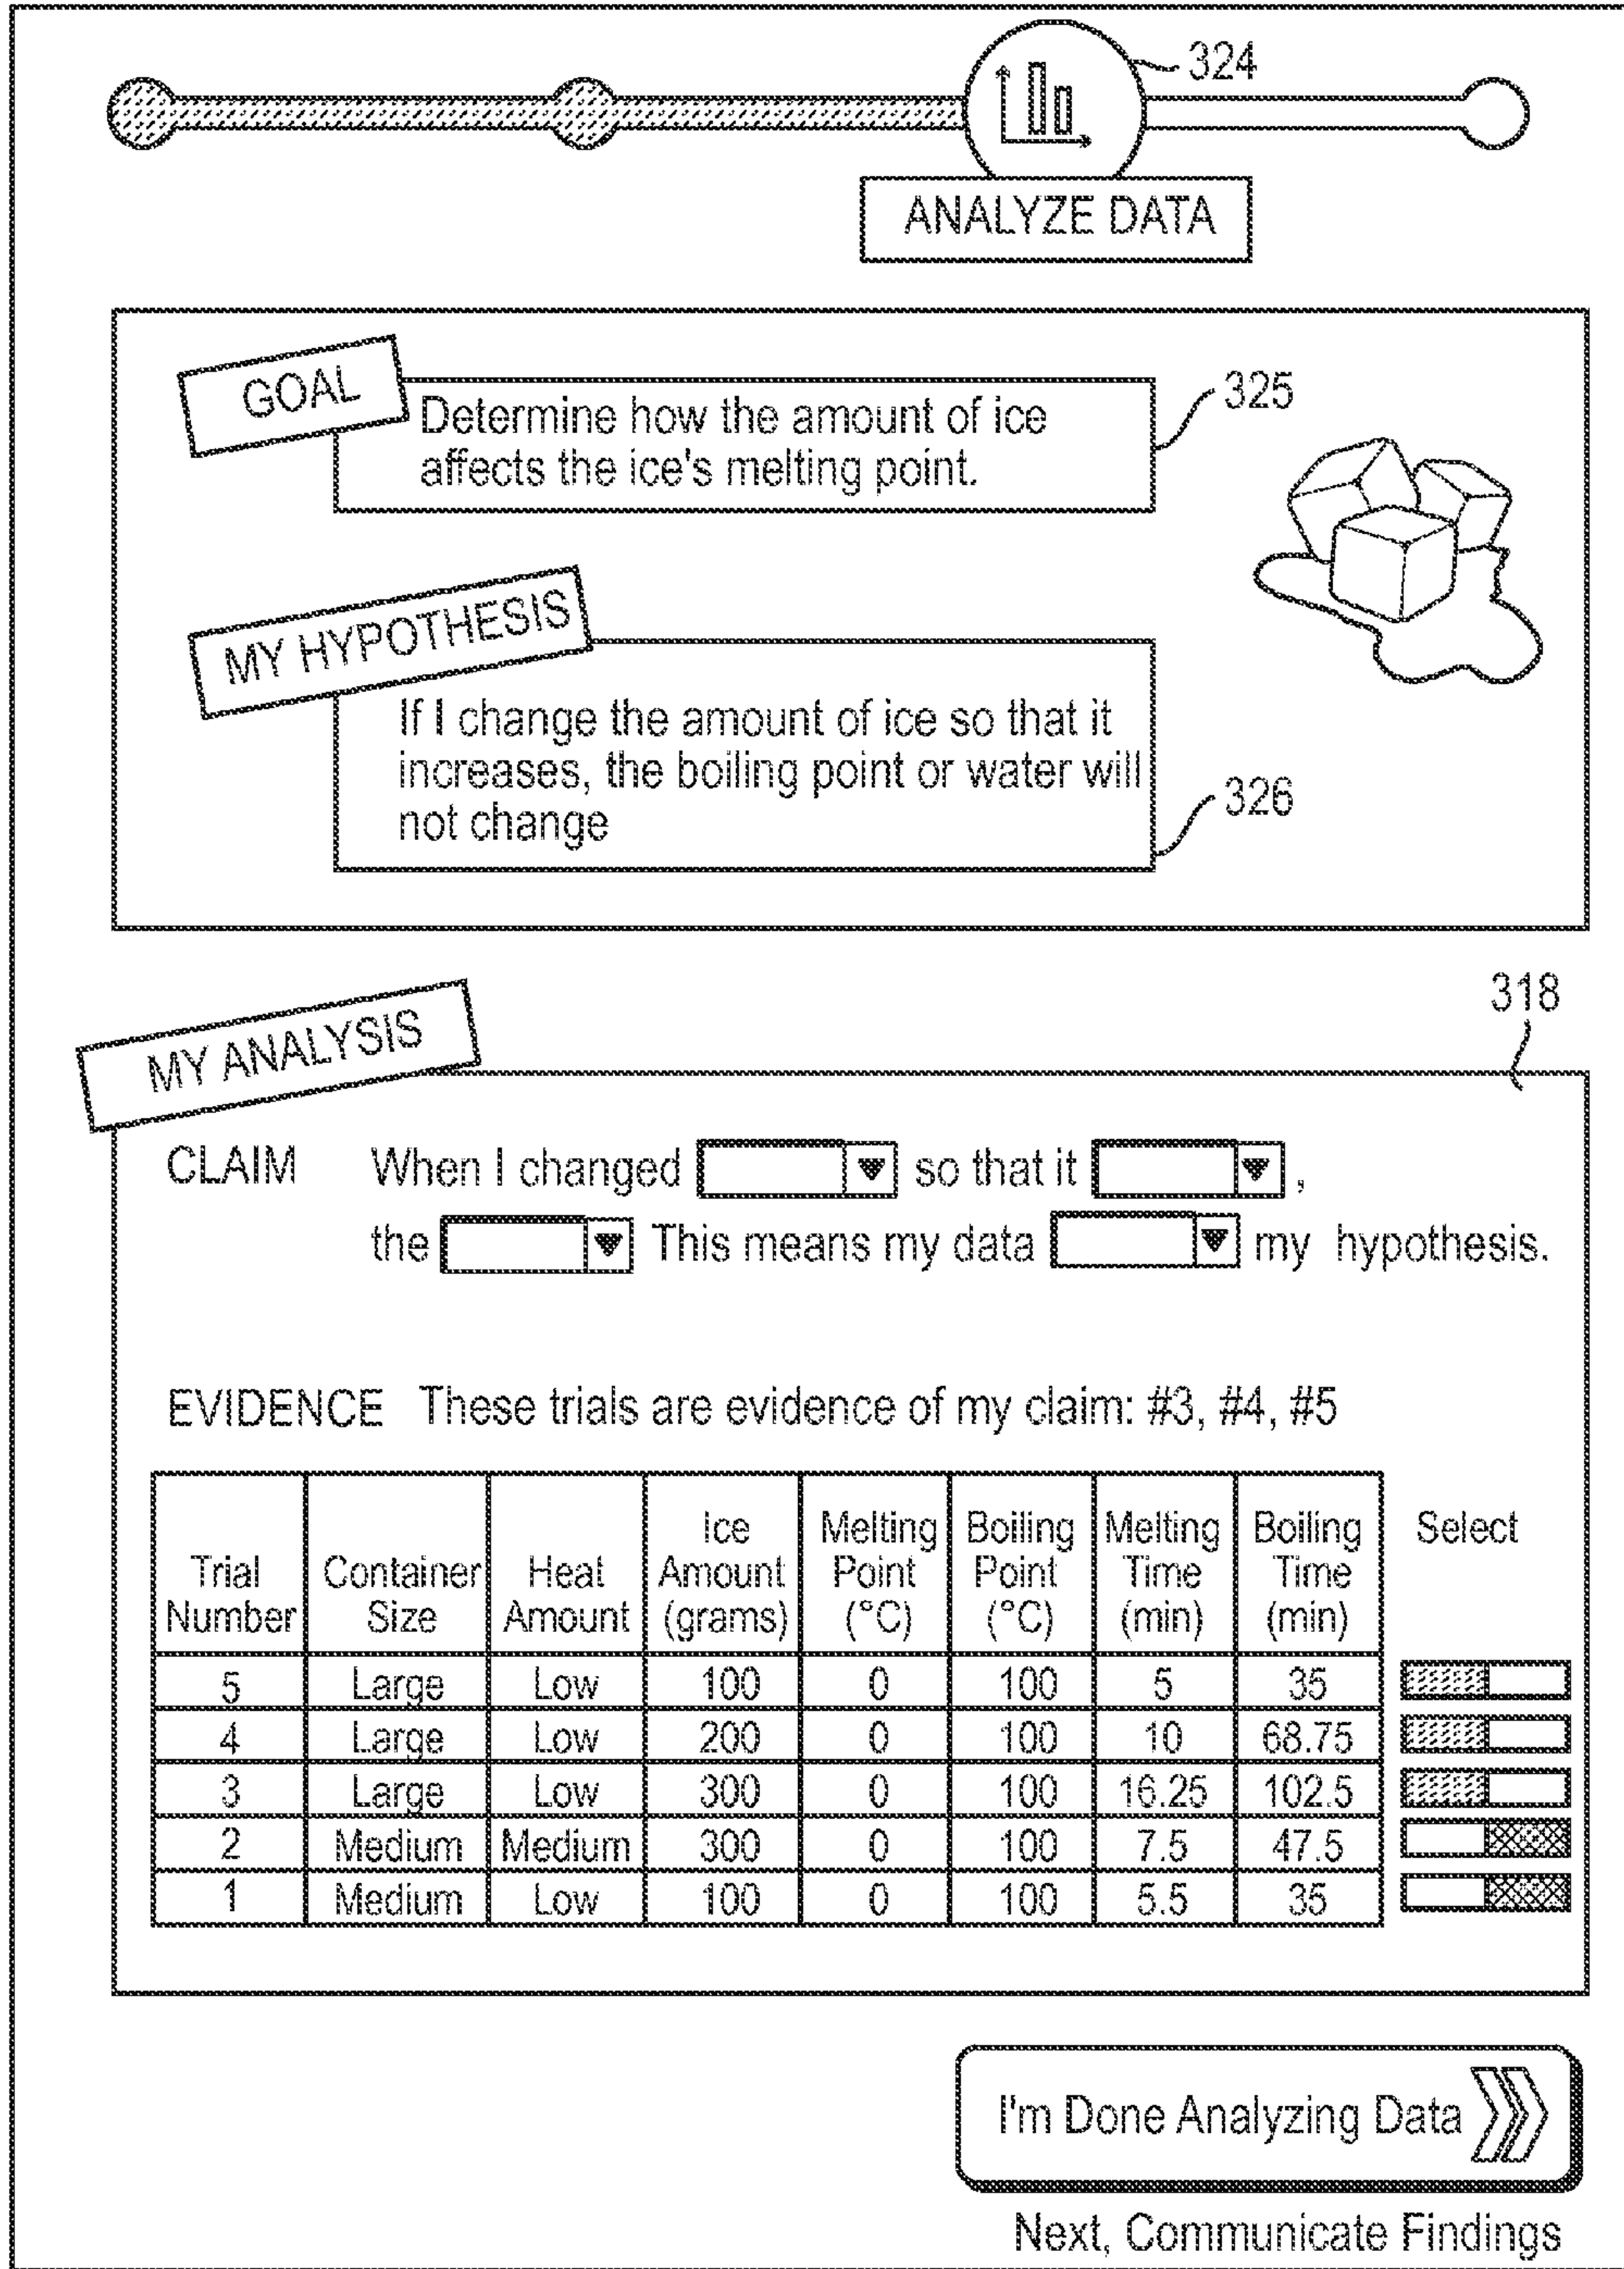 324
ANALYZE DATA
GOAL
Determine how the amount of ice
affects the ice's melting point.
325
MY HYPOTHESIS
If I change the amount of ice so that it
increases, the boiling point or water will
not change
326
318
MY ANALYSIS
CLAIM When I changed so that it ,
the This means my data my hypothesis.
EVIDENCE These trials are evidence of my claim: #3, #4, #5
Trial Number Container Size Heat Amount Ice Amount (grams) Melting Point (°C) Boiling Point (°C) Melting Time (min) Boiling Time (min) Select
5 Large Low 100 0 100 5 35
4 Large Low 200 0 100 10 68.75
3 Large Low 300 0 100 16.25 102.5
2 Medium Medium 300 0 100 7.5 47.5
1 Medium Low 100 0 100 5.5 35
I'm Done Analyzing Data
Next, Communicate Findings